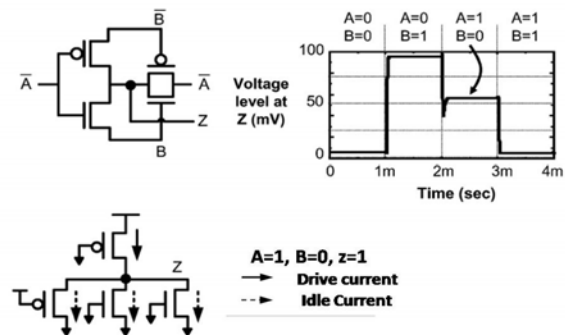 B̅
A̅
A̅
Z
B
A=0 A=0 A=1 A=1
B=0 B=1 B=0 B=1
Voltage
level at
Z (mV)
100
50
0
0 1m 2m 3m 4m
Time (sec)
Z
A=1, B=0, z=1
Drive current
Idle Current